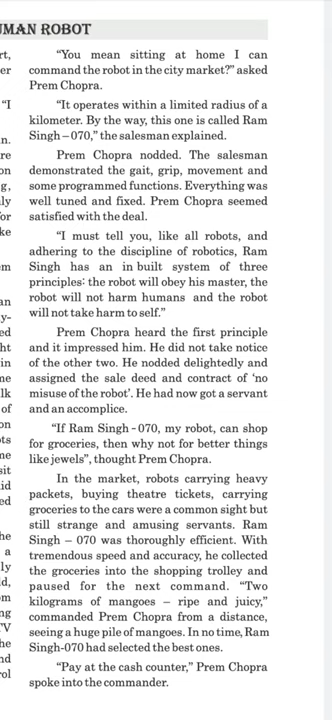 UMAN ROBOT
"You mean sitting at home I can
command the robot in the city market?" asked
Prem Chopra.
"It operates within a limited radius of a
kilometer. By the way, this one is called Ram
Singh – 070," the salesman explained.
Prem Chopra nodded. The salesman
demonstrated the gait, grip, movement and
some programmed functions. Everything was
well tuned and fixed. Prem Chopra seemed
satisfied with the deal.
"I must tell you, like all robots, and
adhering to the discipline of robotics, Ram
Singh has an in built system of three
principles: the robot will obey his master, the
robot will not harm humans and the robot
will not take harm to self."
Prem Chopra heard the first principle
and it impressed him. He did not take notice
of the other two. He nodded delightedly and
assigned the sale deed and contract of 'no
misuse of the robot'. He had now got a servant
and an accomplice.
"If Ram Singh - 070, my robot, can shop
for groceries, then why not for better things
like jewels", thought Prem Chopra.
In the market, robots carrying heavy
packets, buying theatre tickets, carrying
groceries to the cars were a common sight but
still strange and amusing servants. Ram
Singh – 070 was thoroughly efficient. With
tremendous speed and accuracy, he collected
the groceries into the shopping trolley and
paused for the next command. "Two
kilograms of mangoes – ripe and juicy,"
commanded Prem Chopra from a distance,
seeing a huge pile of mangoes. In no time, Ram
Singh-070 had selected the best ones.
"Pay at the cash counter," Prem Chopra
spoke into the commander.